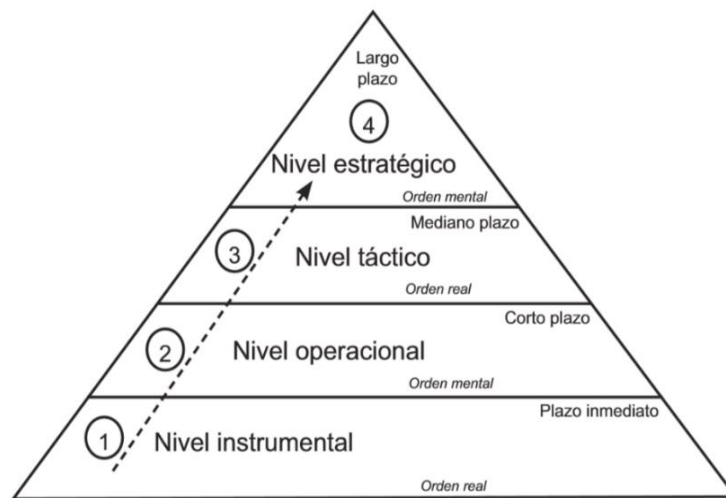 Largo
plazo
4
Nivel estratégico
Orden mental
Mediano plazo
3
Nivel táctico
Orden real
Corto plazo
2
Nivel operacional
Orden mental
Plazo inmediato
1
Nivel instrumental
Orden real